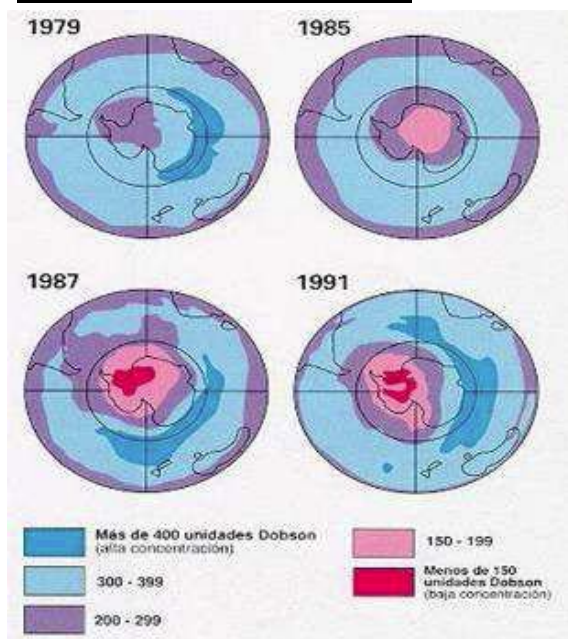 1979
1985
1987
1991
Más de 400 unidades Dobson
(alta concentración)
300 - 399
200 - 299
150 - 199
Menos de 150
unidades Dobson
(baja concentración)